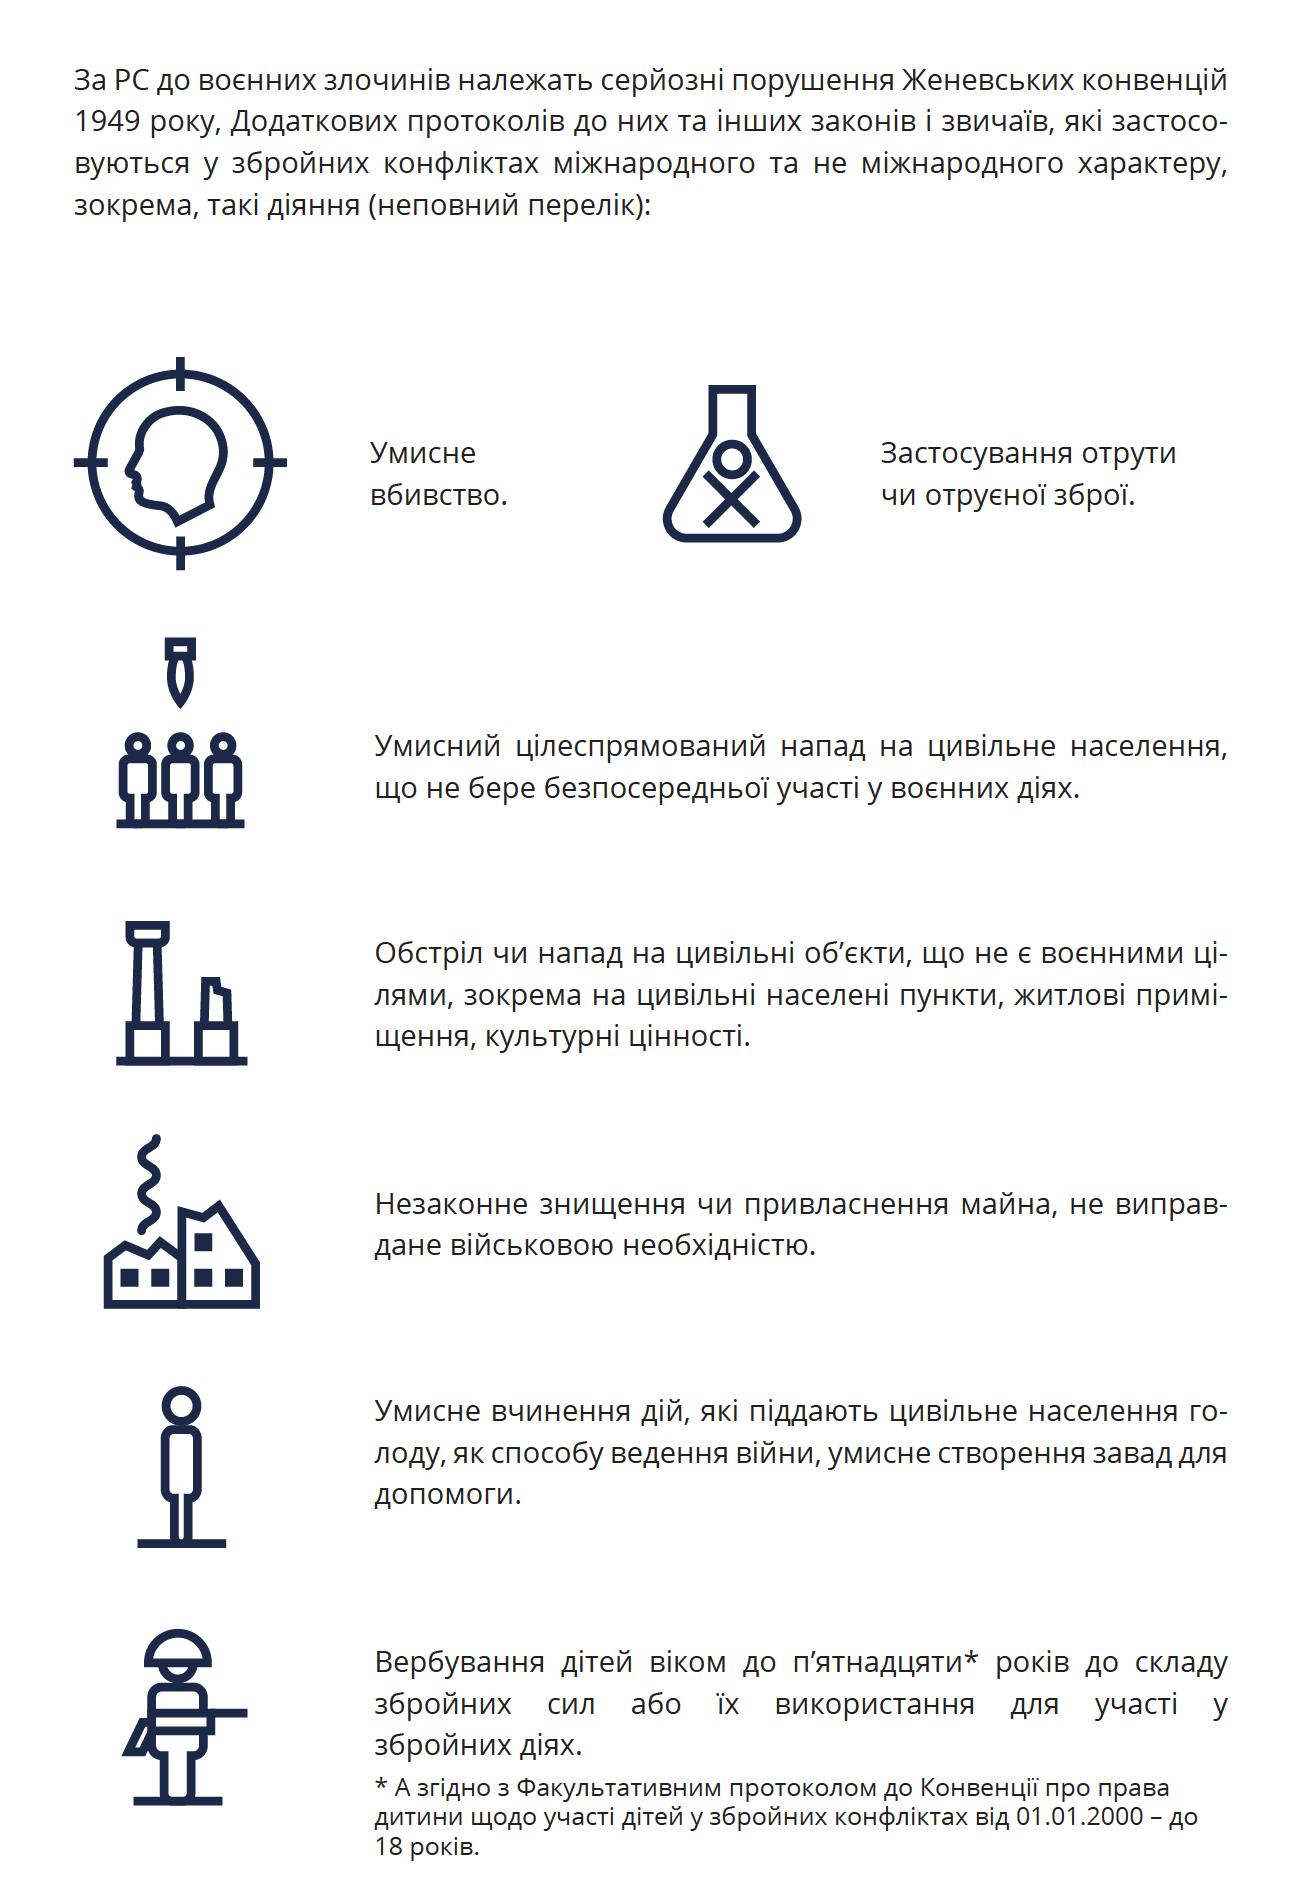 За РС до воєнних злочинів належать серйозні порушення Женевських конвенцій
1949 року, Додаткових протоколів до них та інших законів і звичаїв, які застосо-
вуються у збройних конфліктах міжнародного та не міжнародного характеру,
зокрема, такі діяння (неповний перелік):
Умисне
вбивство.
Застосування отрути
чи отруєної зброї.
Умисний цілеспрямований напад на цивільне населення,
що не бере безпосередньої участі у воєнних діях.
Обстріл чи напад на цивільні об’єкти, що не є воєнними ці-
лями, зокрема на цивільні населені пункти, житлові примі-
щення, культурні цінності.
Незаконне знищення чи привласнення майна, не виправ-
дане військовою необхідністю.
Умисне вчинення дій, які піддають цивільне населення го-
лоду, як способу ведення війни, умисне створення завад для
допомоги.
Вербування дітей віком до п’ятнадцяти* років до складу
збройних сил або їх використання для участі у
збройних діях.
* А згідно з Факультативним протоколом до Конвенції про права
дитини щодо участі дітей у збройних конфліктах від 01.01.2000 – до
18 років.